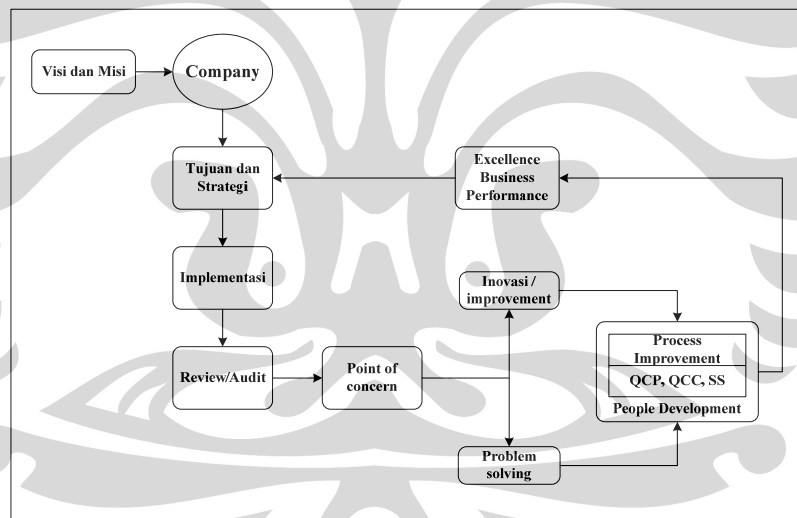 Visi dan Misi
Company
Tujuan dan
Strategi
Excellence
Business
Performance
Implementasi
Inovasi /
improvement
Review/Audit
Point of
concern
Process
Improvement
QCP, QCC, SS
People Development
Problem
solving